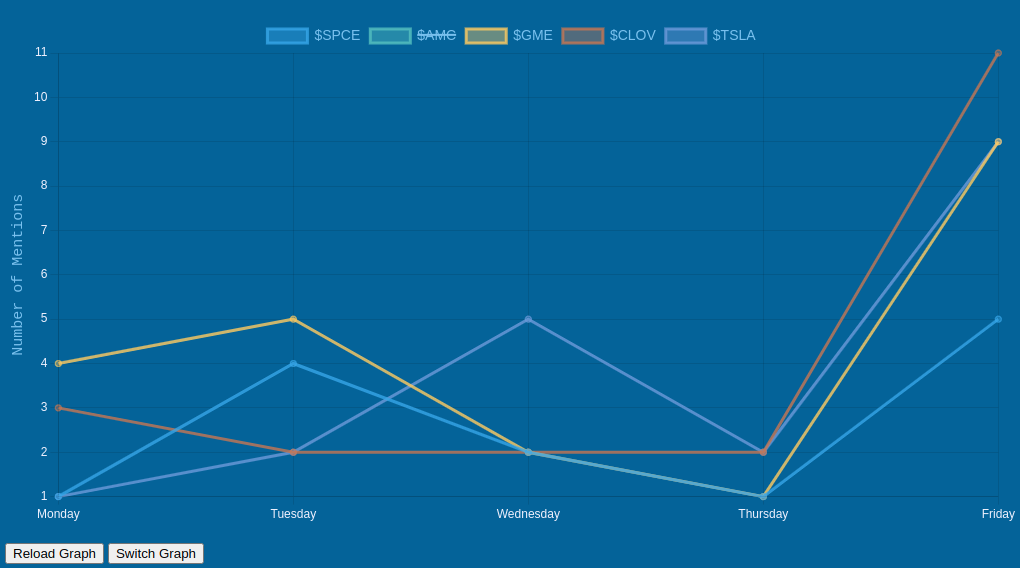 $SPCE $AMC $GME $CLOV $TSLA
Number of Mentions
11
10
9
8
7
6
5
4
3
2
1
Monday Tuesday Wednesday Thursday Friday
Reload Graph Switch Graph